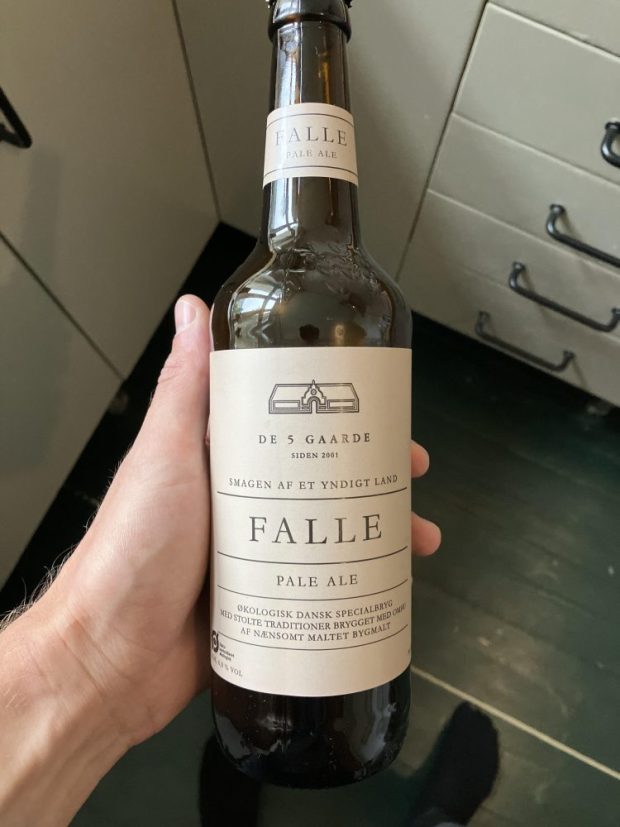 FALLE
PALE ALE
DE 5 GAARDE
SIDEN 2001
SMAGEN AF ET YNDIGT LAND
FALLE
PALE ALE
ØKOLOGISK DANSK SPECIALBRYG
MED STOLTE TRADITIONER BRYGGET MED OMHU
AF NÆNSOMT MALTET BYGMALT
% VOL